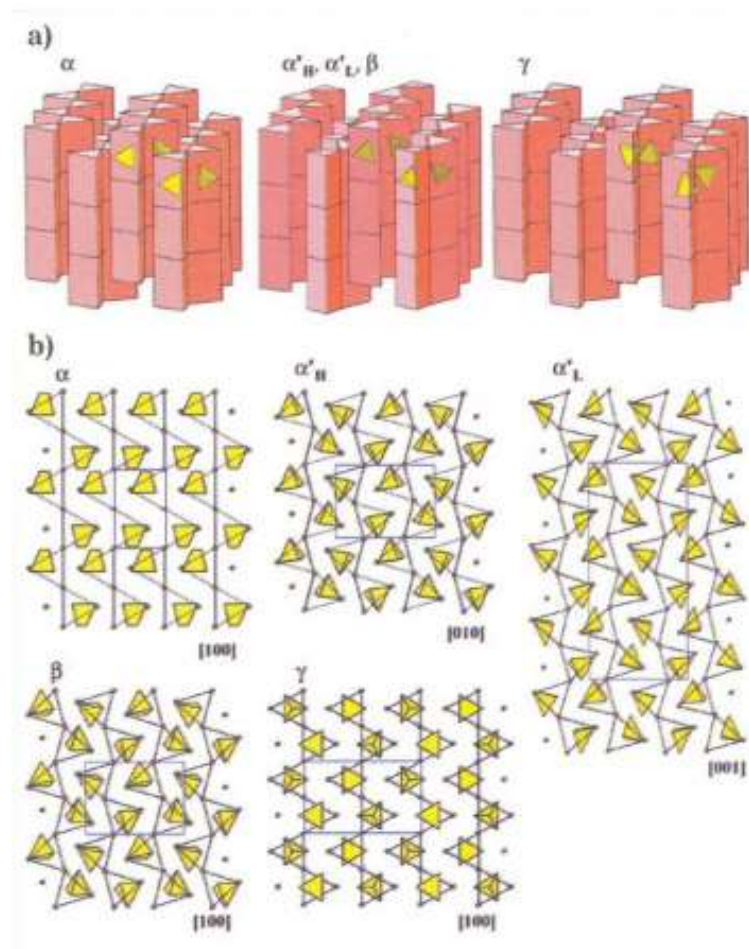 a)
α
α'H, α'L, β
γ
b)
α
α'H
α'L
[100]
[010]
β
γ
[001]
[100]
[100]